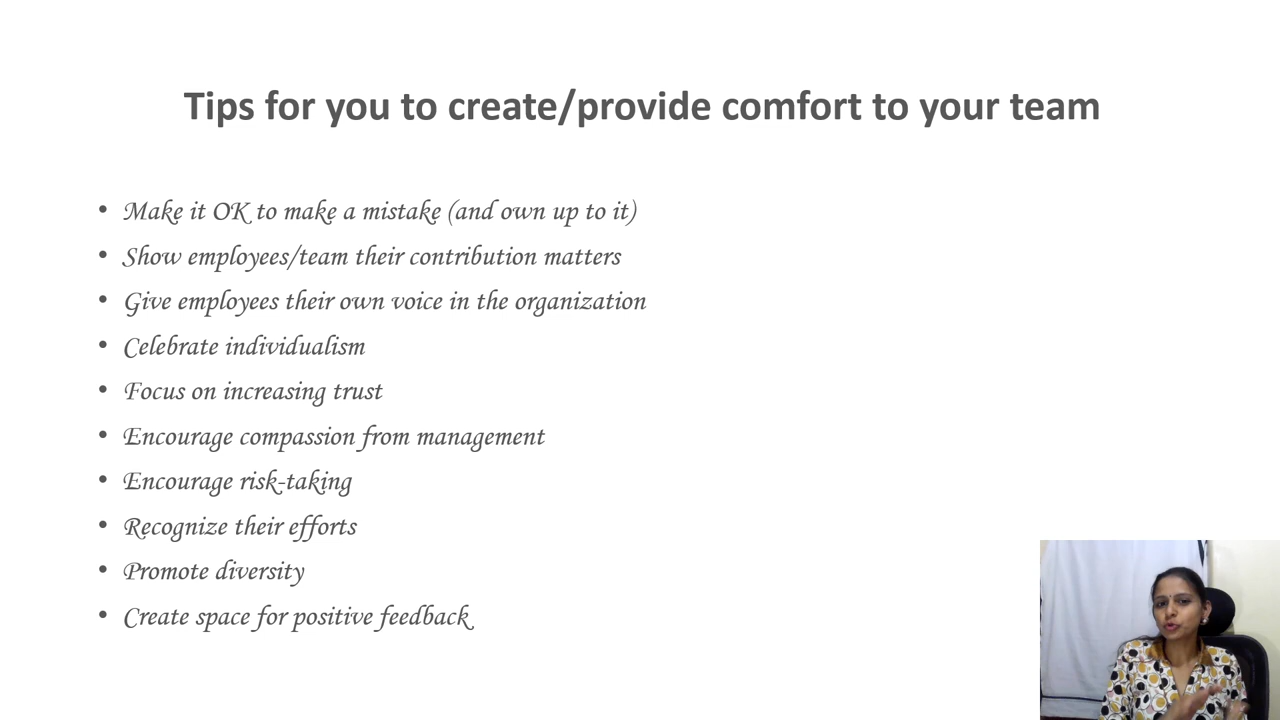 Tips for you to create/provide comfort to your team
• Make it OK to make a mistake (and own up to it)
• Show employees/team their contribution matters
• Give employees their own voice in the organization
• Celebrate individualism
• Focus on increasing trust
• Encourage compassion from management
• Encourage risk-taking
• Recognize their efforts
• Promote diversity
• Create space for positive feedback